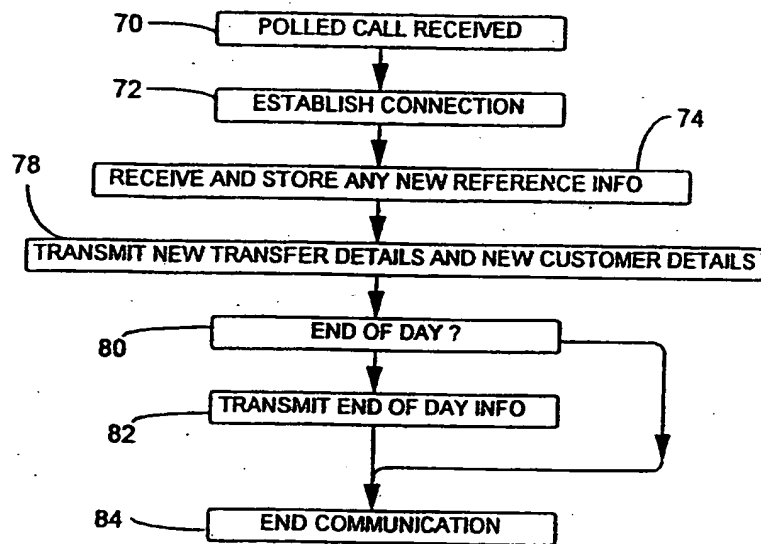 70
POLLED CALL RECEIVED
72
ESTABLISH CONNECTION
74
RECEIVE AND STORE ANY NEW REFERENCE INFO
78
TRANSMIT NEW TRANSFER DETAILS AND NEW CUSTOMER DETAILS
80
END OF DAY ?
82
TRANSMIT END OF DAY INFO
84
END COMMUNICATION